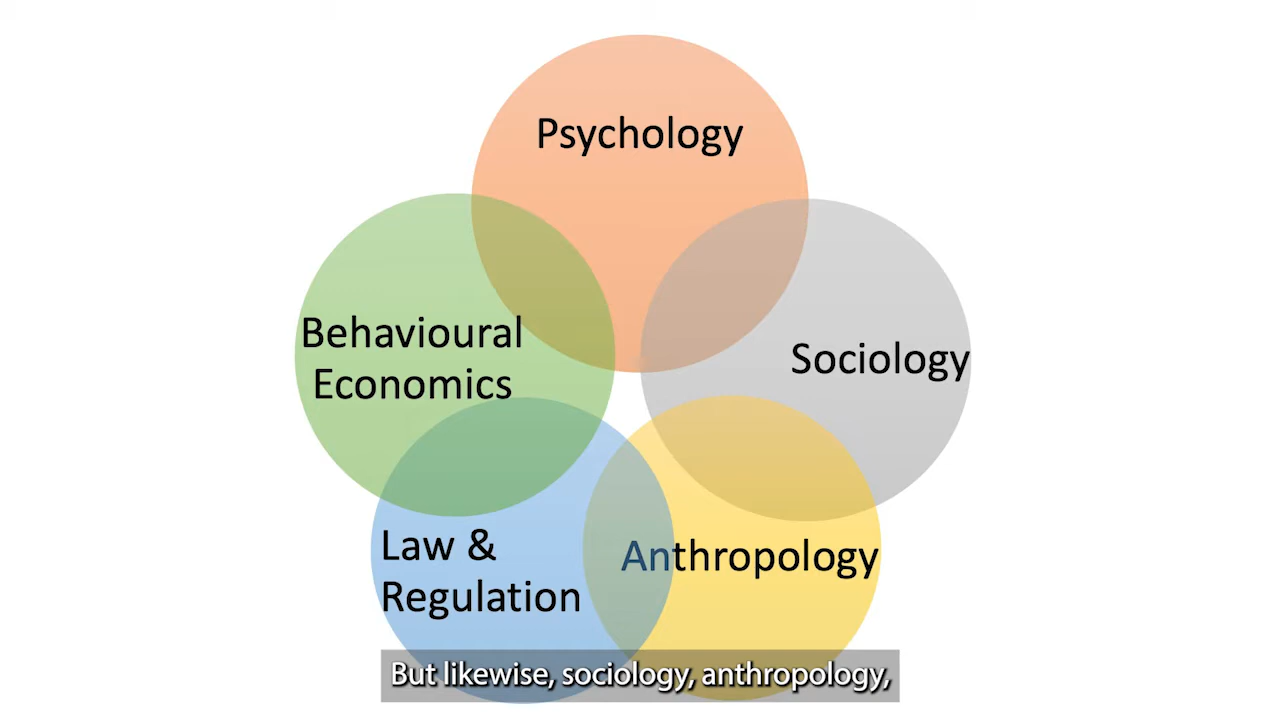 Psychology
Behavioural
Economics
Sociology
Law &
Regulation
Anthropology
But likewise, sociology, anthropology,